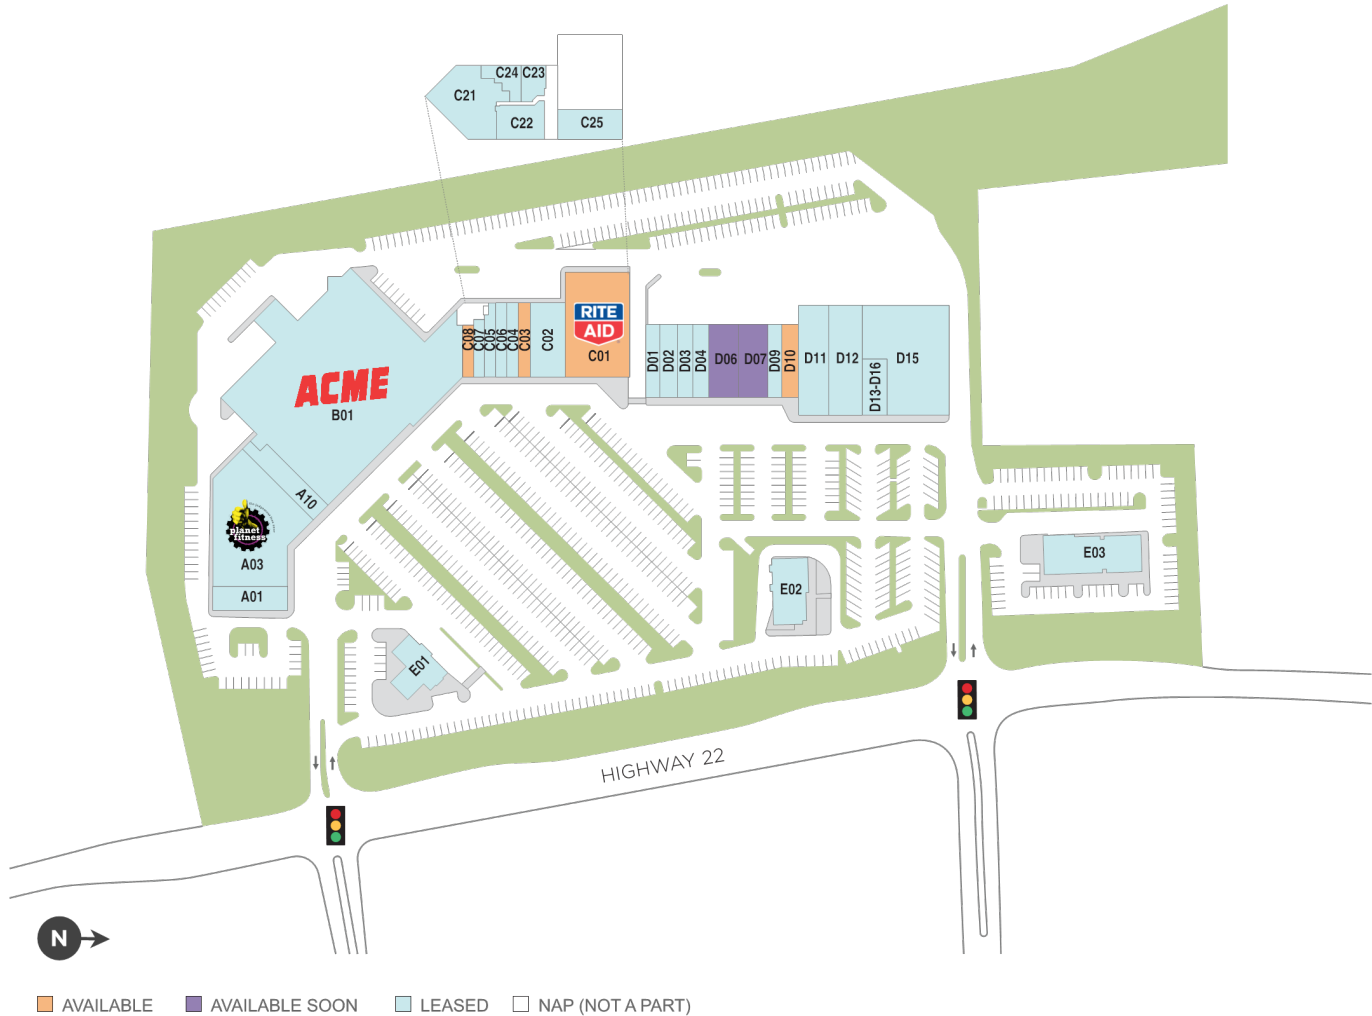 C24 C23
C21
C22
C25
RITE
AID
C08
C07
C05
C06
C04
C03
C02
C01
D01
D02
D03
D04
D06
D07
D09
D10
D11
D12
D13-D16
D15
ACME
B01
A10
planet
fitness
A03
A01
E01
E02
E03
HIGHWAY 22
N
AVAILABLE
AVAILABLE SOON
LEASED
NAP (NOT A PART)